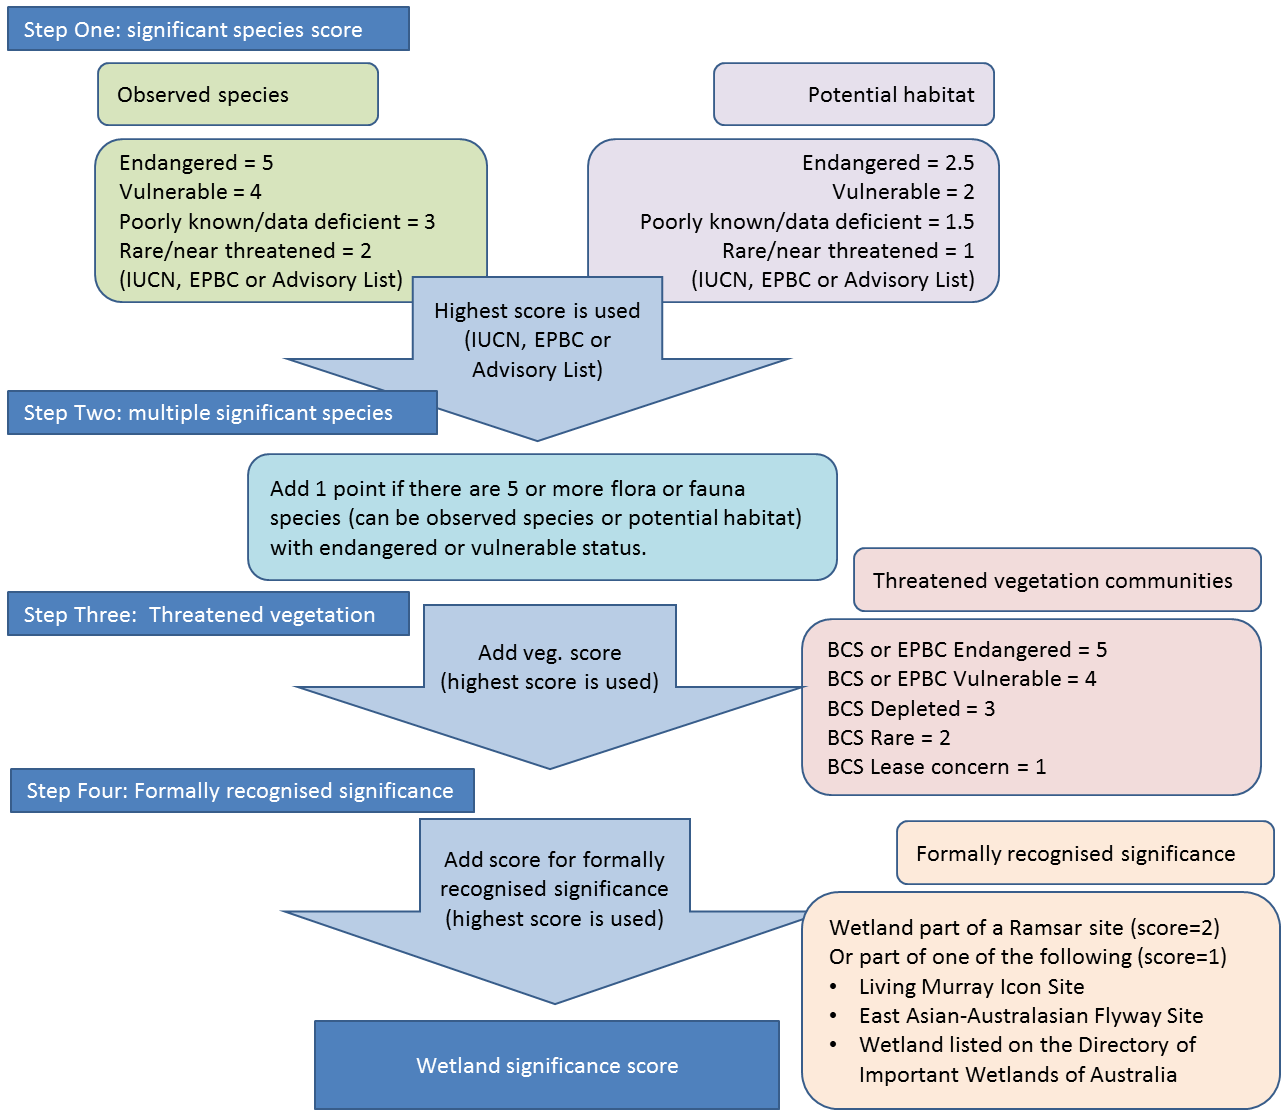 Step One: significant species score
Observed species
Potential habitat
Endangered = 5
Vulnerable = 4
Poorly known/data deficient = 3
Rare/near threatened = 2
(IUCN, EPBC or Advisory List)
Endangered = 2.5
Vulnerable = 2
Poorly known/data deficient = 1.5
Rare/near threatened = 1
(IUCN, EPBC or Advisory List)
Highest score is used
(IUCN, EPBC or
Advisory List)
Step Two: multiple significant species
Add 1 point if there are 5 or more flora or fauna
species (can be observed species or potential habitat)
with endangered or vulnerable status.
Step Three:  Threatened vegetation
Threatened vegetation communities
Add veg. score
(highest score is used)
BCS or EPBC Endangered = 5
BCS or EPBC Vulnerable = 4
BCS Depleted = 3
BCS Rare = 2
BCS Lease concern = 1
Step Four: Formally recognised significance
Add score for formally
recognised significance
(highest score is used)
Formally recognised significance
Wetland part of a Ramsar site (score=2)
Or part of one of the following (score=1)
• Living Murray Icon Site
• East Asian-Australasian Flyway Site
• Wetland listed on the Directory of
Important Wetlands of Australia
Wetland significance score